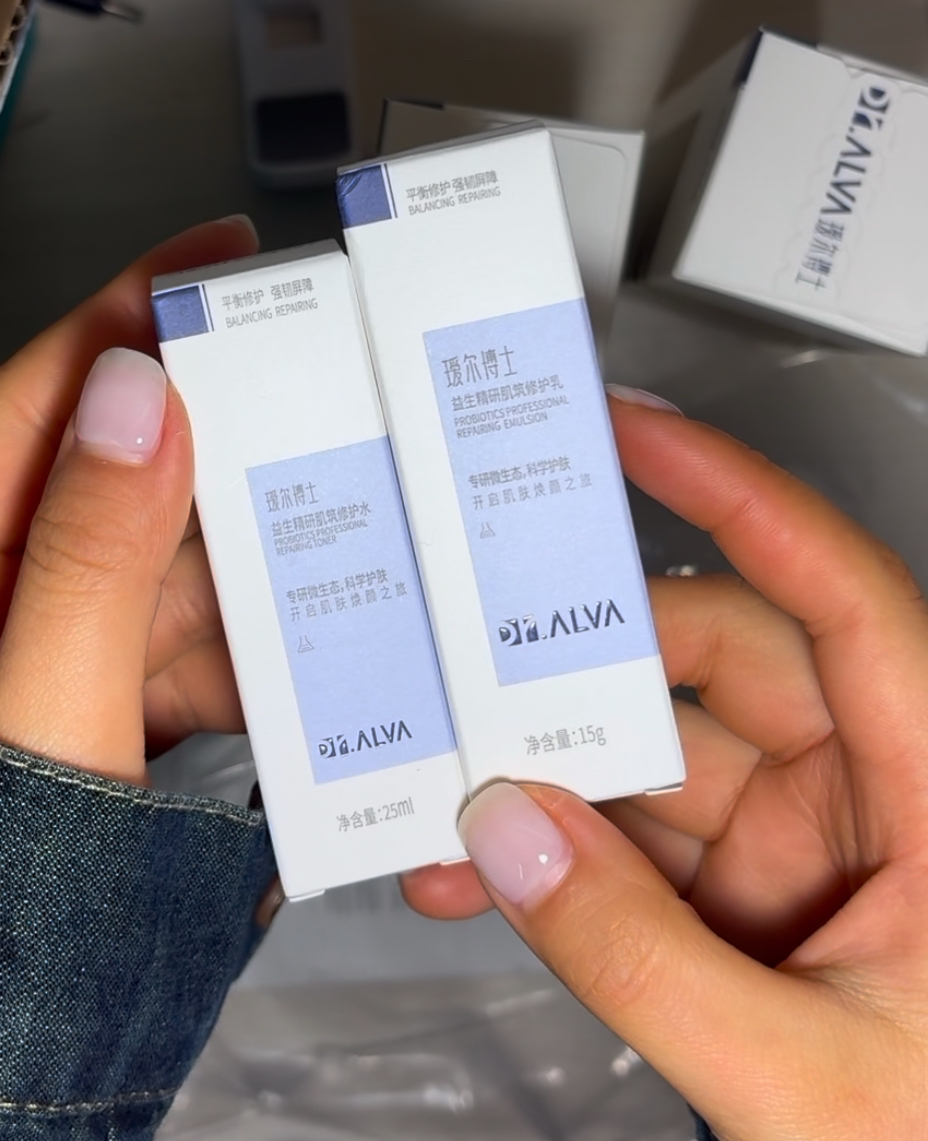 平衡修护 强韧屏障
BALANCING REPAIRING
瑷尔博士
益生精研肌筑修护水
PROBIOTICS PROFESSIONAL
REPAIRING TONER
专研微生态,科学护肤
开启肌肤焕颜之旅
DR.ALVA
净含量:25ml
平衡修护 强韧屏障
BALANCING REPAIRING
瑷尔博士
益生精研肌筑修护乳
PROBIOTICS PROFESSIONAL
REPAIRING EMULSION
专研微生态,科学护肤
开启肌肤焕颜之旅
DR.ALVA
净含量:15g
DR.ALVA 瑷尔博士